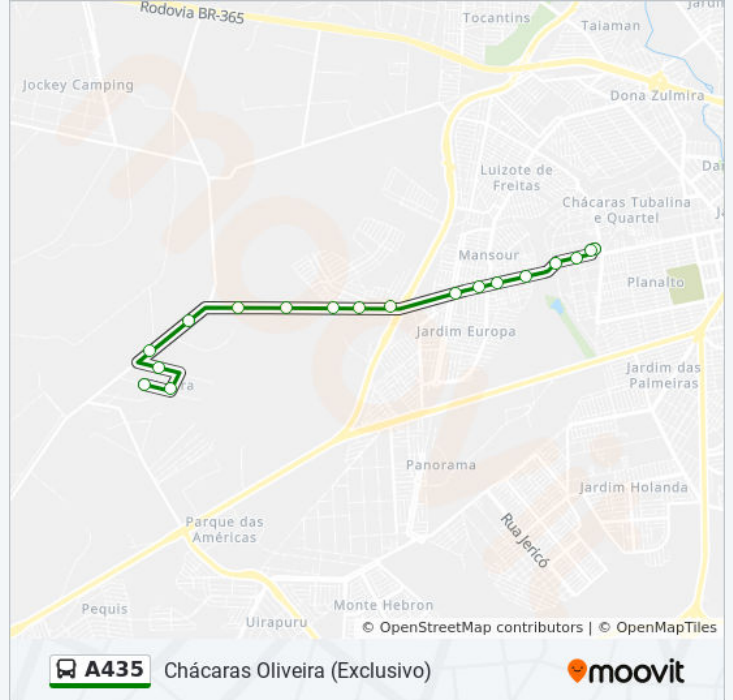 Rodovia BR-365
Tocantins
Taiaman
Jockey Camping
Dona Zulmira
Luizote de
Freitas
Chácaras Tubalina
e Quartel
Mansour
Planalto
Jardim Europa
Jardim das
Palmeiras
Panorama
Jardim Holanda
Parque das
Américas
Rua Jericó
Pequis
Monte Hebron
Uirapuru
© OpenStreetMap contributors | © OpenMapTiles
A435 Chácaras Oliveira (Exclusivo)
moovit